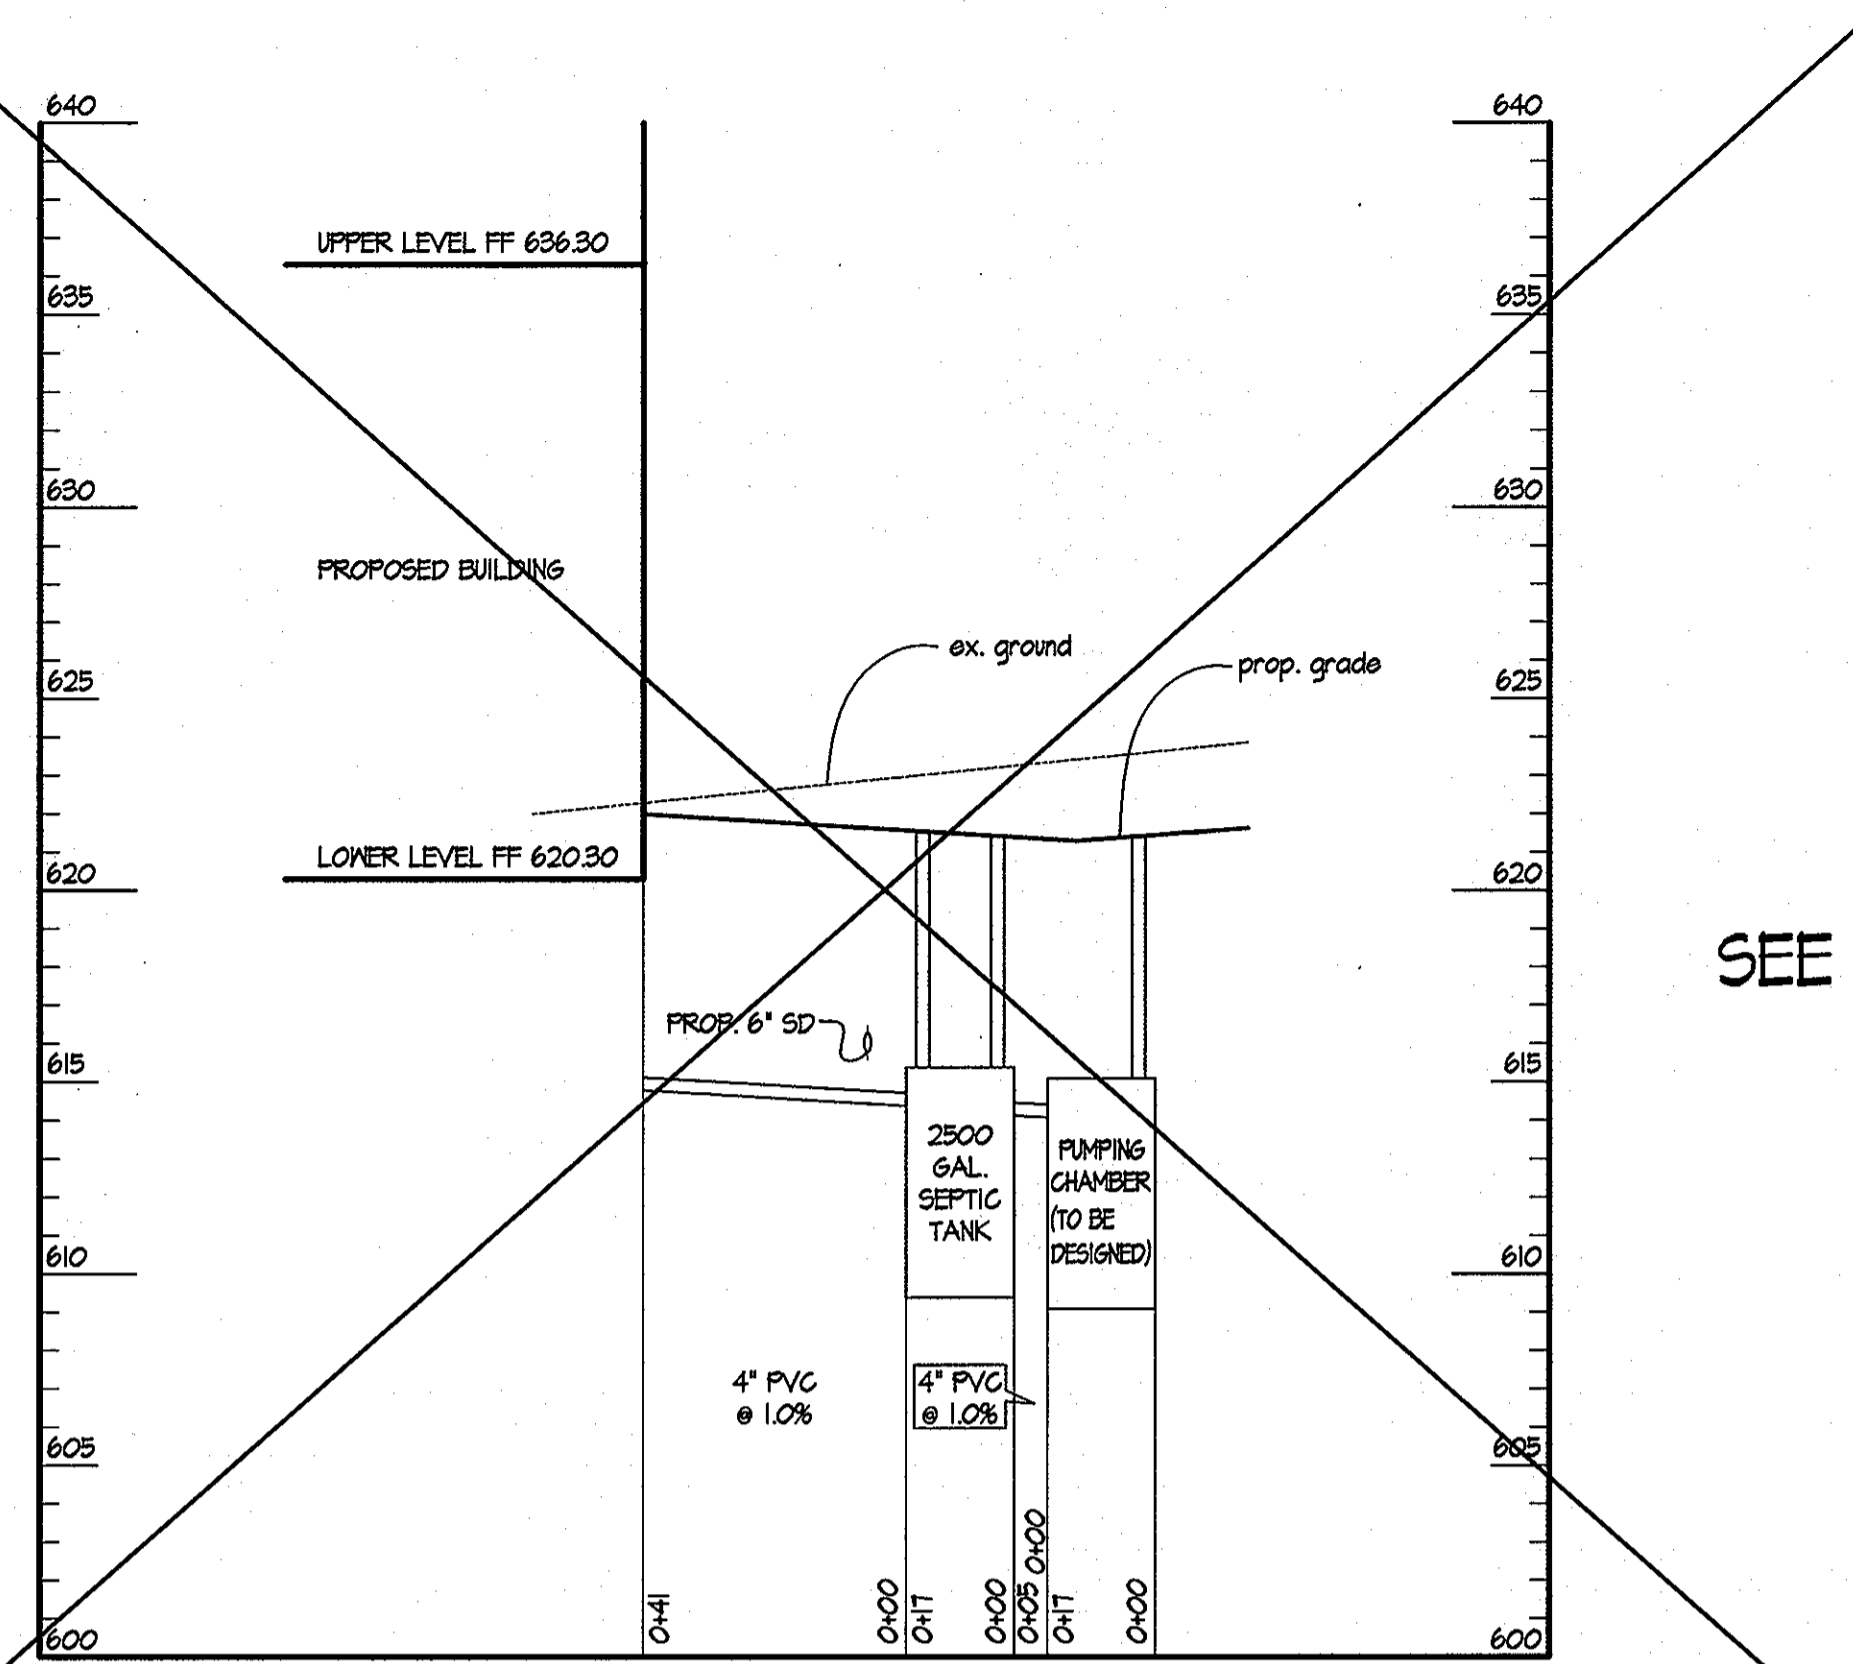 640
640
UPPER LEVEL FF 636.30
635
635
630
630
PROPOSED BUILDING
ex. ground
prop. grade
625
625
LOWER LEVEL FF 620.30
620
620
SEE
PROP. 6" SD
615
615
2500
GAL.
SEPTIC
TANK
PUMPING
CHAMBER
(TO BE
DESIGNED)
610
610
4" PVC
@ 1.0%
4" PVC
@ 1.0%
605
605
0+41
0+00
0+17
0+00
0+05
0+00
0+17
0+00
600
600